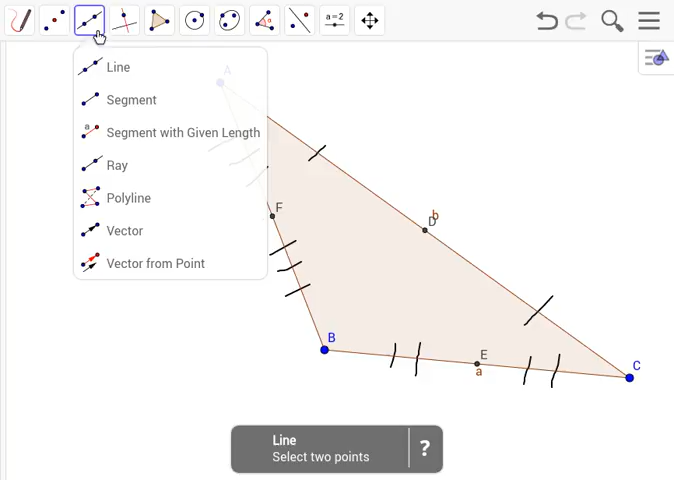 α
a=2
A
Line
Segment
a
Segment with Given Length
Ray
Polyline
Vector
Vector from Point
F
b
D
B
E
a
C
Line
Select two points
?